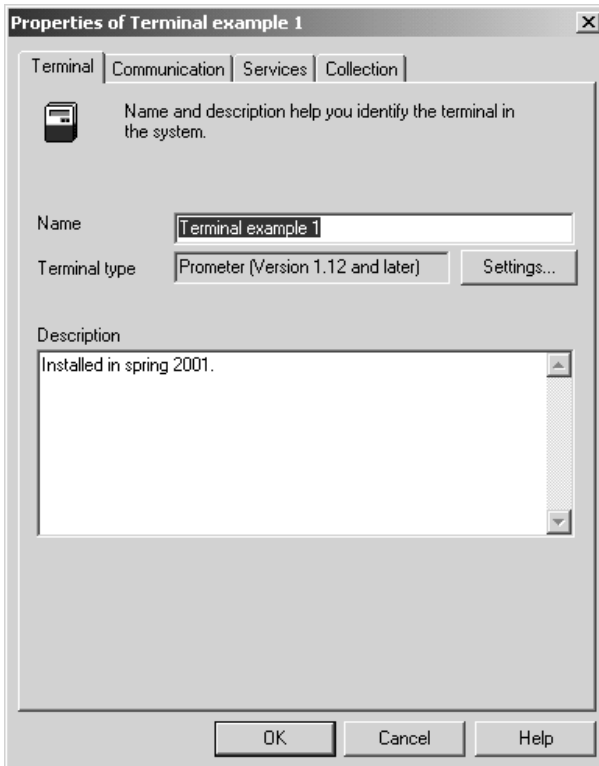 Properties of Terminal example 1
Terminal Communication Services Collection
Name and description help you identify the terminal in
the system.
Name Terminal example 1
Terminal type Prometer (Version 1.12 and later) Settings...
Description
Installed in spring 2001.
OK Cancel Help